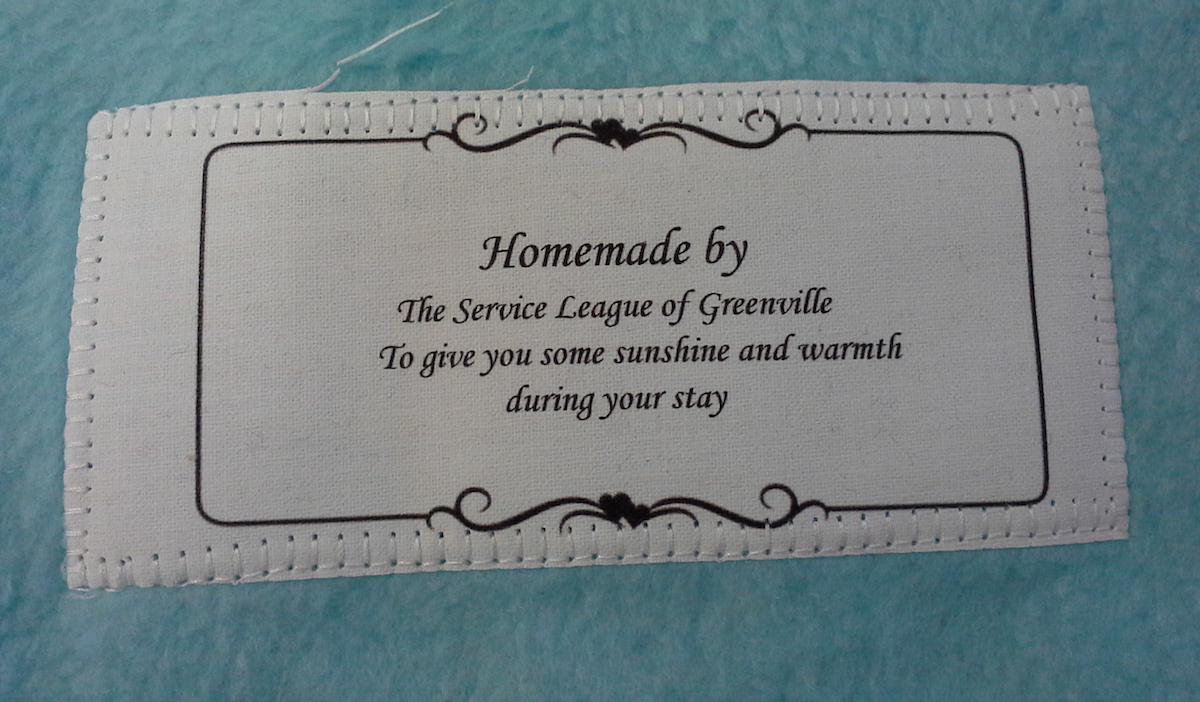 Homemade by
The Service League of Greenville
To give you some sunshine and warmth
during your stay